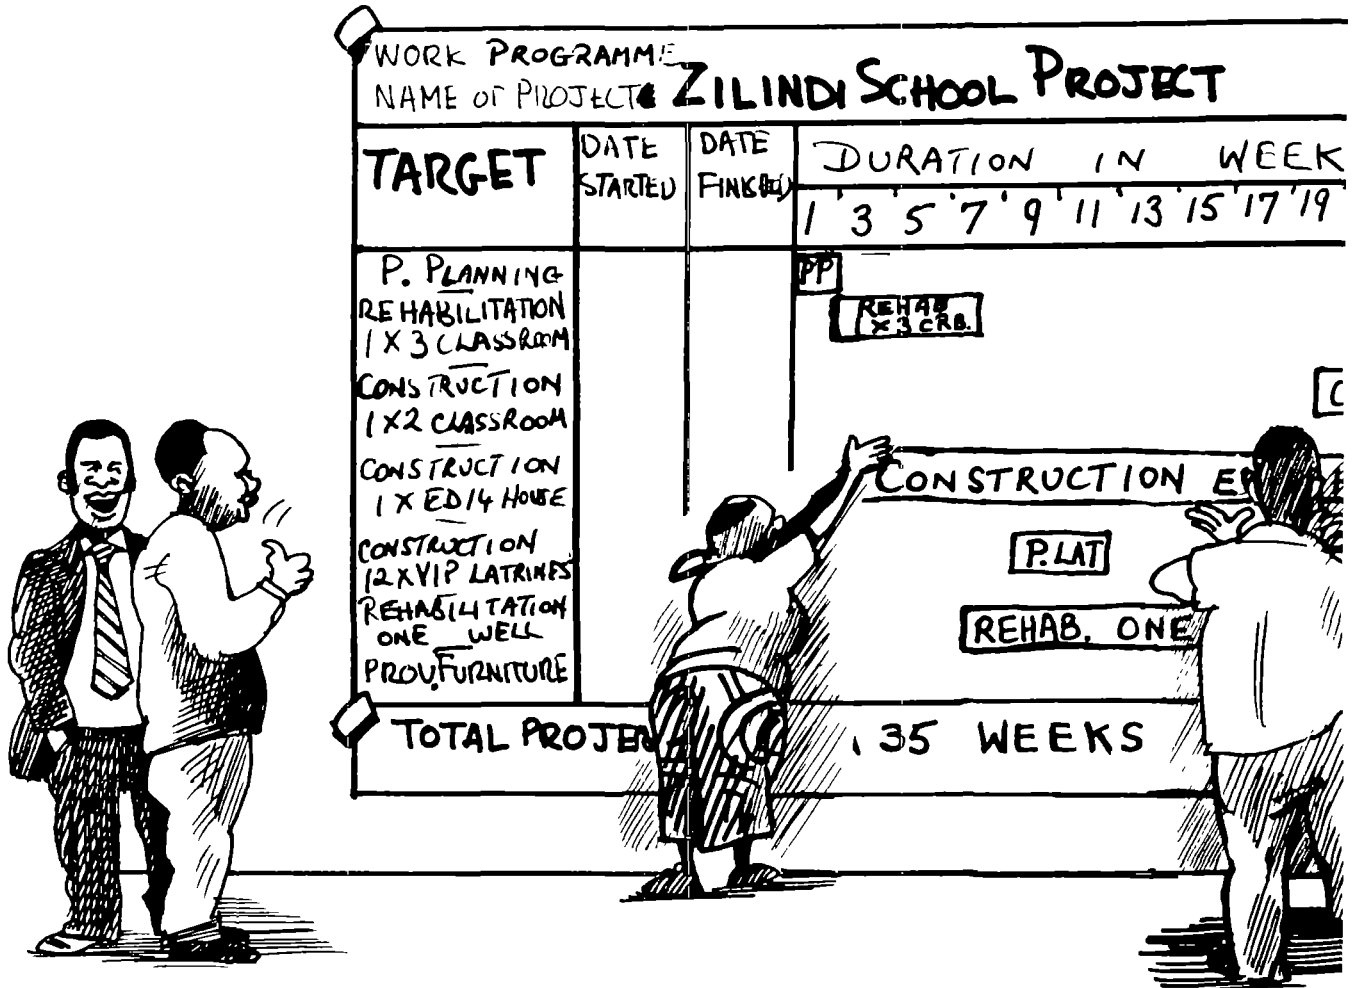 WORK PROGRAMME
NAME OF PROJECT: ZILINDI SCHOOL PROJECT
TARGET
DATE STARTED
DATE FINISHED
DURATION IN WEEK
1 3 5 7 9 11 13 15 17 19
P. PLANNING
REHABILITATION
1 X 3 CLASSROOM
CONSTRUCTION
1 X 2 CLASSROOM
CONSTRUCTION
1 X ED14 HOUSE
CONSTRUCTION
12 X VIP LATRINES
REHABILITATION
ONE WELL
PROV. FURNITURE
PP
REHAB
X 3 CRB.
C
CONSTRUCTION E
P. LAT
REHAB. ONE
TOTAL PROJE 35 WEEKS